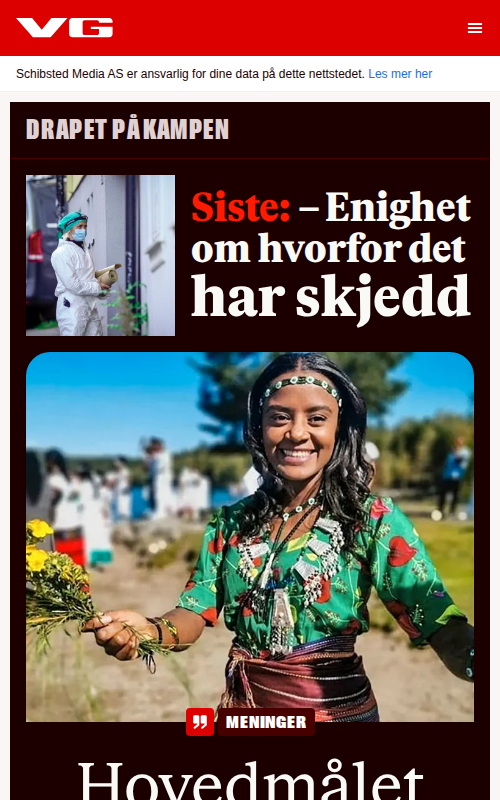 VG
Schibsted Media AS er ansvarlig for dine data på dette nettstedet. Les mer her
DRAPET PÅ KAMPEN
Siste: – Enighet
om hvorfor det
har skjedd
MENINGER
Hovedmålet